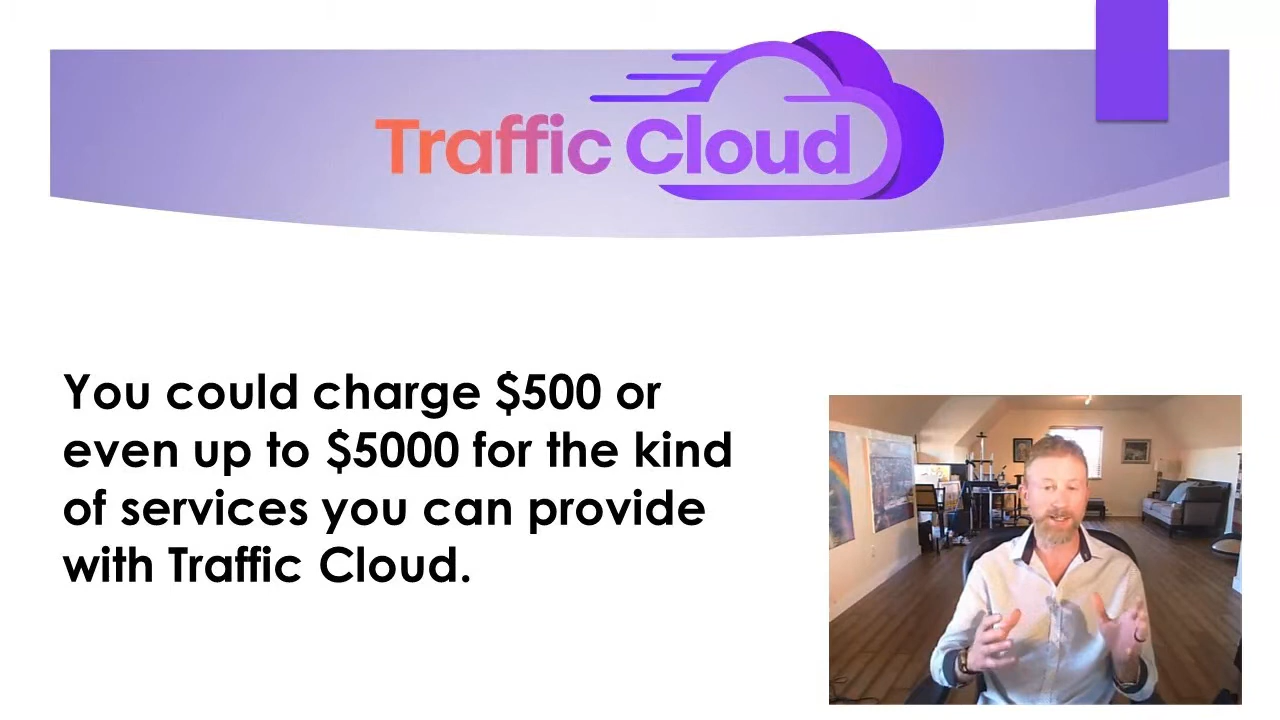 Traffic Cloud
You could charge $500 or
even up to $5000 for the kind
of services you can provide
with Traffic Cloud.